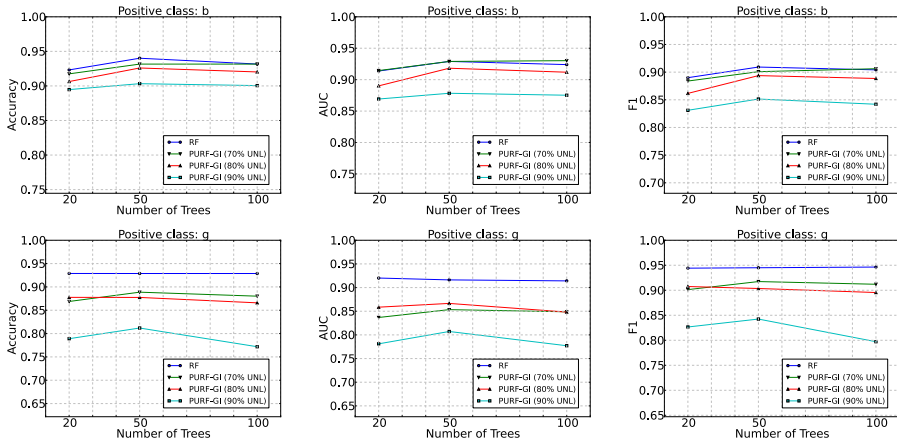 Positive class: b
1.00
0.95
0.90
0.85
0.80
0.75
Accuracy
RF
PURF-GI (70% UNL)
PURF-GI (80% UNL)
PURF-GI (90% UNL)
20 50 100
Number of Trees
Positive class: b
1.00
0.95
0.90
0.85
0.80
0.75
AUC
RF
PURF-GI (70% UNL)
PURF-GI (80% UNL)
PURF-GI (90% UNL)
20 50 100
Number of Trees
Positive class: b
1.00
0.95
0.90
0.85
0.80
0.75
0.70
F1
RF
PURF-GI (70% UNL)
PURF-GI (80% UNL)
PURF-GI (90% UNL)
20 50 100
Number of Trees
Positive class: g
1.00
0.95
0.90
0.85
0.80
0.75
0.70
0.65
Accuracy
RF
PURF-GI (70% UNL)
PURF-GI (80% UNL)
PURF-GI (90% UNL)
20 50 100
Number of Trees
Positive class: g
1.00
0.95
0.90
0.85
0.80
0.75
0.70
0.65
AUC
RF
PURF-GI (70% UNL)
PURF-GI (80% UNL)
PURF-GI (90% UNL)
20 50 100
Number of Trees
Positive class: g
1.00
0.95
0.90
0.85
0.80
0.75
0.70
0.65
F1
RF
PURF-GI (70% UNL)
PURF-GI (80% UNL)
PURF-GI (90% UNL)
20 50 100
Number of Trees